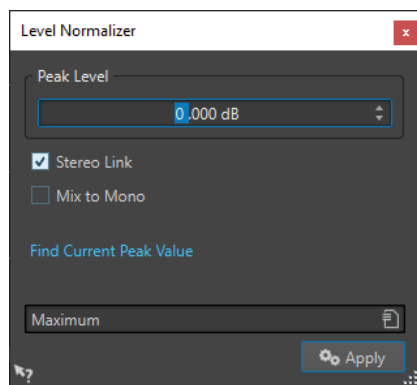 Level Normalizer
x
Peak Level
0.000 dB
Stereo Link
Mix to Mono
Find Current Peak Value
Maximum
Apply
?